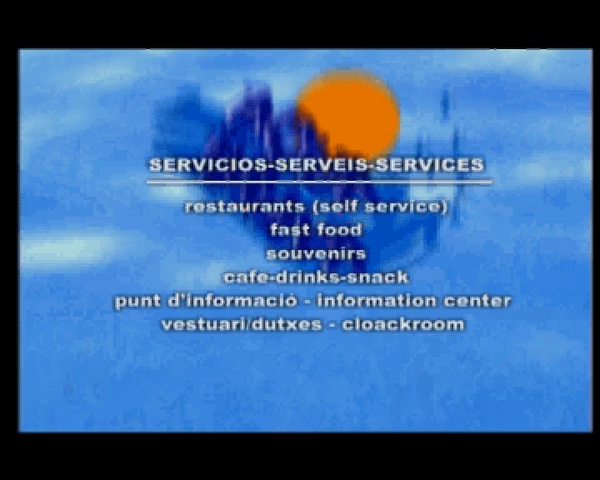 SERVICIOS-SERVEIS-SERVICES
restaurants (self service)
fast food
souvenirs
cafe-drinks-snack
punt d'informació - information center
vestuari/dutxes - cloackroom